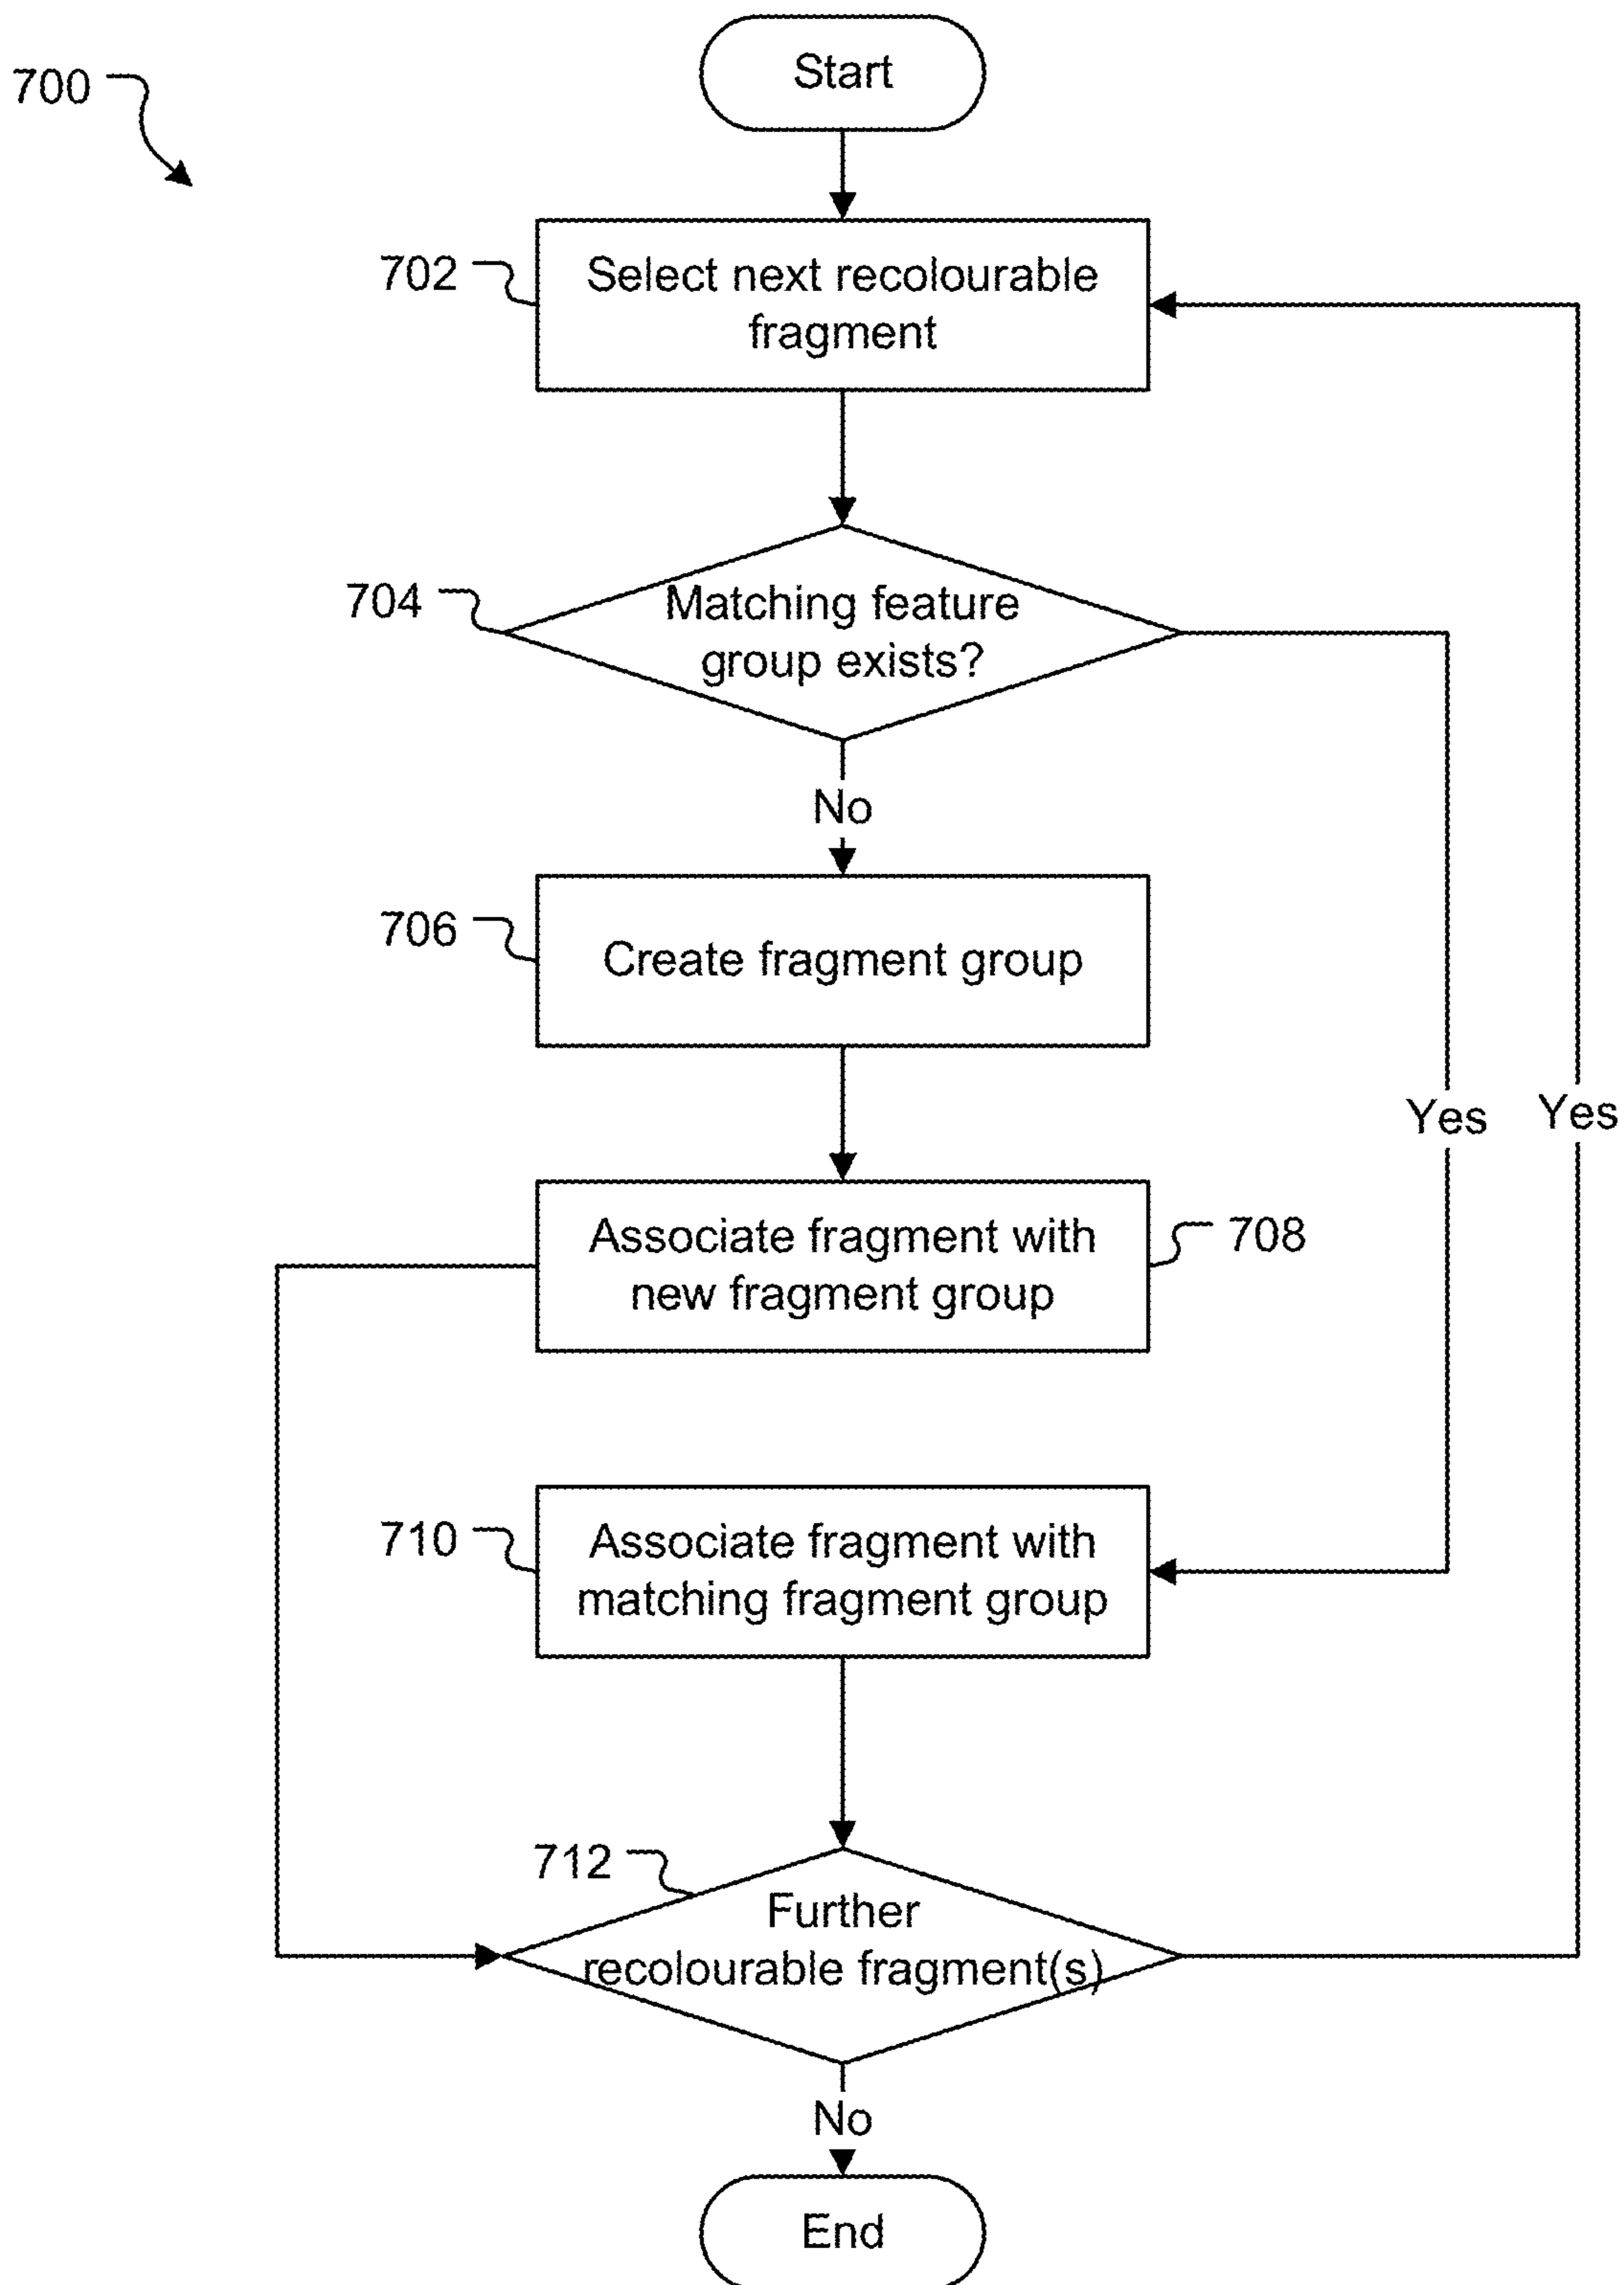 Start
700
702
Select next recolourable
fragment
704
Matching feature
group exists?
No
706
Create fragment group
Yes
Yes
Associate fragment with
new fragment group
708
710
Associate fragment with
matching fragment group
712
Further
recolourable fragment(s)
No
End